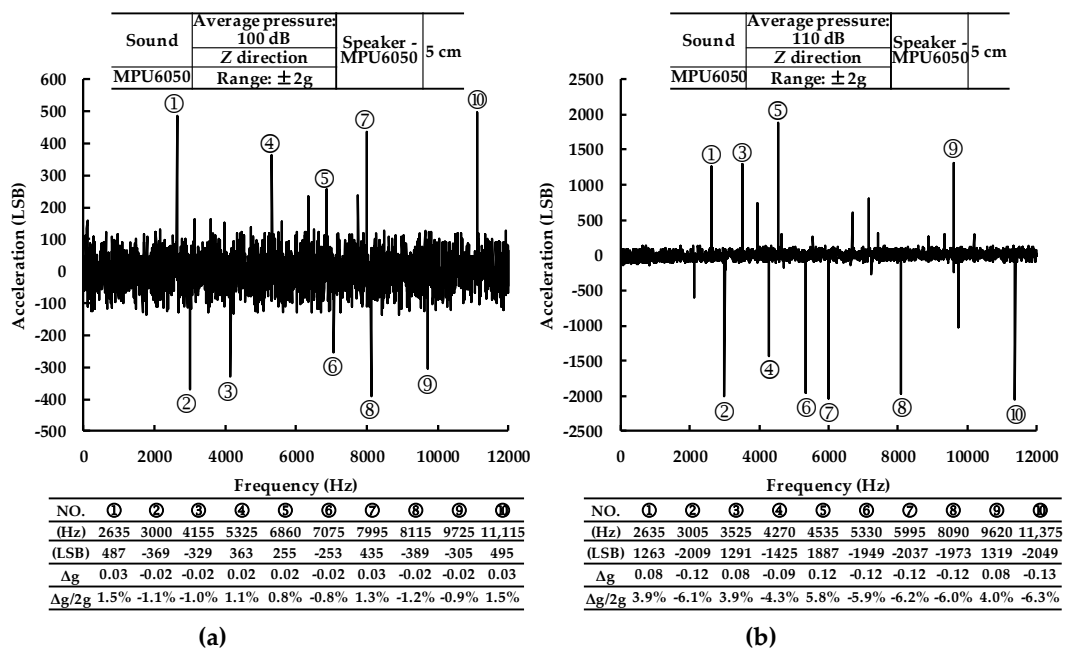 Sound
Average pressure:
100 dB
Speaker -
MPU6050
5 cm
Z direction
MPU6050
Range: ±2g
600
500
400
300
200
100
0
-100
-200
-300
-400
-500
Acceleration (LSB)
① ② ③ ④ ⑤ ⑥ ⑦ ⑧ ⑨ ⑩
0 2000 4000 6000 8000 10000 12000
Frequency (Hz)
NO. ① ② ③ ④ ⑤ ⑥ ⑦ ⑧ ⑨ ⑩
(Hz) 2635 3000 4155 5325 6860 7075 7995 8115 9725 11,115
(LSB) 487 -369 -329 363 255 -253 435 -389 -305 495
Δg 0.03 -0.02 -0.02 0.02 0.02 -0.02 0.03 -0.02 -0.02 0.03
Δg/2g 1.5% -1.1% -1.0% 1.1% 0.8% -0.8% 1.3% -1.2% -0.9% 1.5%
(a)
Sound
Average pressure:
110 dB
Speaker -
MPU6050
5 cm
Z direction
MPU6050
Range: ±2g
2500
2000
1500
1000
500
0
-500
-1000
-1500
-2000
-2500
Acceleration (LSB)
① ② ③ ④ ⑤ ⑥ ⑦ ⑧ ⑨ ⑩
0 2000 4000 6000 8000 10000 12000
Frequency (Hz)
NO. ① ② ③ ④ ⑤ ⑥ ⑦ ⑧ ⑨ ⑩
(Hz) 2635 3005 3525 4270 4535 5330 5995 8090 9620 11,375
(LSB) 1263 -2009 1291 -1425 1887 -1949 -2037 -1973 1319 -2049
Δg 0.08 -0.12 0.08 -0.09 0.12 -0.12 -0.12 -0.12 0.08 -0.13
Δg/2g 3.9% -6.1% 3.9% -4.3% 5.8% -5.9% -6.2% -6.0% 4.0% -6.3%
(b)